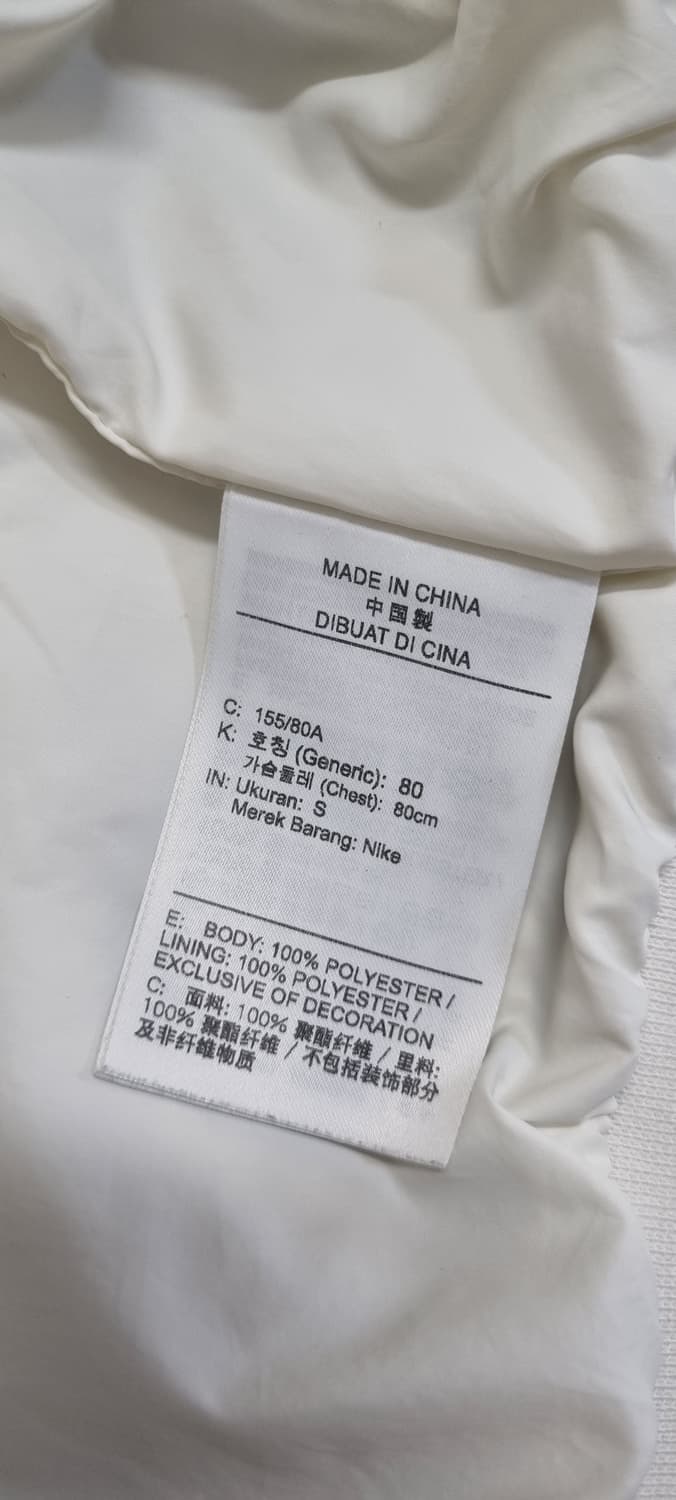 MADE IN CHINA
中国製
DIBUAT DI CINA
C: 155/80A
K: 호칭 (Generic): 80
가슴둘레 (Chest): 80cm
IN: Ukuran: S
Merek Barang: Nike
E: BODY: 100% POLYESTER /
LINING: 100% POLYESTER /
EXCLUSIVE OF DECORATION
C: 面料: 100% 聚酯纤维 / 里料:
100% 聚酯纤维 / 不包括装饰部分
及非纤维物质